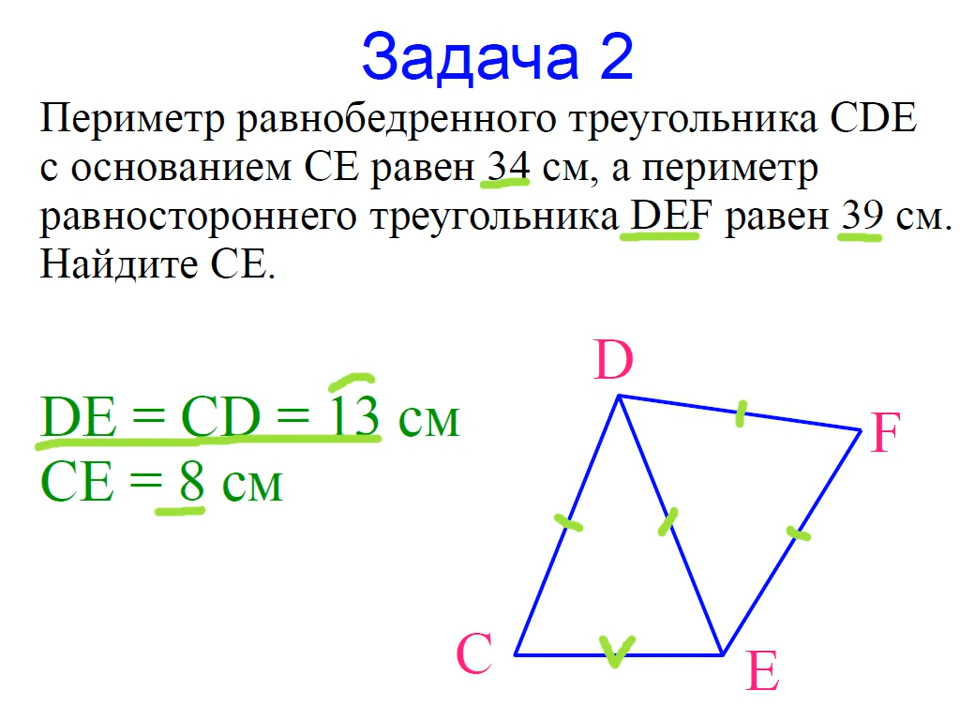 Задача 2
Периметр равнобедренного треугольника CDE
с основанием CE равен 34 см, а периметр
равностороннего треугольника DEF равен 39 см.
Найдите CE.
D
F
DE = CD = 13 см
CE = 8 см
C
E